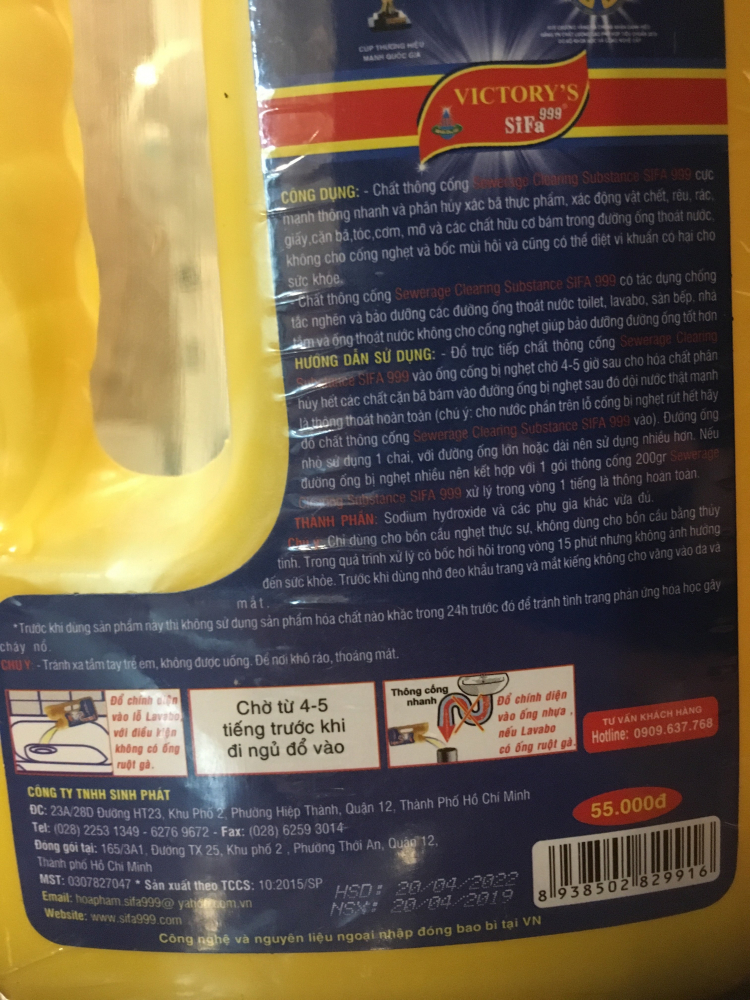 CÚP THƯƠNG HIỆU
MẠNH QUỐC GIA
VICTORY'S
SiFa 999
CÔNG DỤNG: - Chất thông cống Sewerage Clearing Substance SIFA 999 cực
mạnh thông nhanh và phân hủy xác bã thực phẩm, xác động vật chết, rêu, rác,
giấy,cặn bã,tóc,cơm, mỡ và các chất hữu cơ bám trong đường ống thoát nước,
không cho cống nghẹt và bốc mùi hôi và cũng có thể diệt vi khuẩn có hại cho
sức khỏe.
- Chất thông cống Sewerage Clearing Substance SIFA 999 có tác dụng chống
tắc nghẽn và bảo dưỡng các đường ống thoát nước toilet, lavabo, sàn bếp, nhà
tắm và ống thoát nước không cho cống nghẹt giúp bảo dưỡng đường ống tốt hơn
HƯỚNG DẪN SỬ DỤNG: - Đổ trực tiếp chất thông cống Sewerage Clearing
Substance SIFA 999 vào ống cống bị nghẹt chờ 4-5 giờ sau cho hóa chất phân
hủy hết các chất cặn bã bám vào đường ống bị nghẹt sau đó dội nước thật mạnh
là thông thoát hoàn toàn (chú ý: cho nước phần trên lỗ cống bị nghẹt rút hết hãy
đổ chất thông cống Sewerage Clearing Substance SIFA 999 vào). Đường ống
nhỏ sử dụng 1 chai, với đường ống lớn hoặc dài nên sử dụng nhiều hơn. Nếu
đường ống bị nghẹt nhiều nên kết hợp với 1 gói thông cống 200gr Sewerage
Clearing Substance SIFA 999 xử lý trong vòng 1 tiếng là thông hoàn toàn.
THÀNH PHẦN: Sodium hydroxide và các phụ gia khác vừa đủ.
Chú ý: Chỉ dùng cho bồn cầu nghẹt thực sự, không dùng cho bồn cầu bằng thủy
tinh. Trong quá trình xử lý có bốc hơi hôi trong vòng 15 phút nhưng không ảnh hưởng
đến sức khỏe. Trước khi dùng nhớ đeo khẩu trang và mắt kiếng không cho văng vào da và
mắt.
*Trước khi dùng sản phẩm này thì không sử dụng sản phẩm hóa chất nào khác trong 24h trước đó để tránh tình trạng phản ứng hóa học gây
cháy nổ.
CHÚ Ý: - Tránh xa tầm tay trẻ em, không được uống. Để nơi khô ráo, thoáng mát.
Đổ chính diện
vào lỗ Lavabo,
với điều kiện
không có ống
ruột gà.
Chờ từ 4-5
tiếng trước khi
đi ngủ đổ vào
Thông cống
nhanh
Đổ chính diện
vào ống nhựa,
nếu Lavabo
có ống ruột gà.
TƯ VẤN KHÁCH HÀNG
Hotline: 0909.637.768
CÔNG TY TNHH SINH PHÁT
ĐC: 23A/28D Đường HT23, Khu Phố 2, Phường Hiệp Thành, Quận 12, Thành Phố Hồ Chí Minh
Tel: (028) 2253 1349 - 6276 9672 - Fax: (028) 6259 3014
Đóng gói tại: 165/3A1, Đường TX 25, Khu phố 2 , Phường Thới An, Quận 12,
Thành phố Hồ Chí Minh
MST: 0307827047 * Sản xuất theo TCCS: 10:2015/SP
Email: hoapham.sifa999@ yahoo.com.vn
Website: www.sifa999.com
55.000đ
HSD: 20/04/2022
NSX: 20/04/2019
8 938502 829916
Công nghệ và nguyên liệu ngoại nhập đóng bao bì tại VN